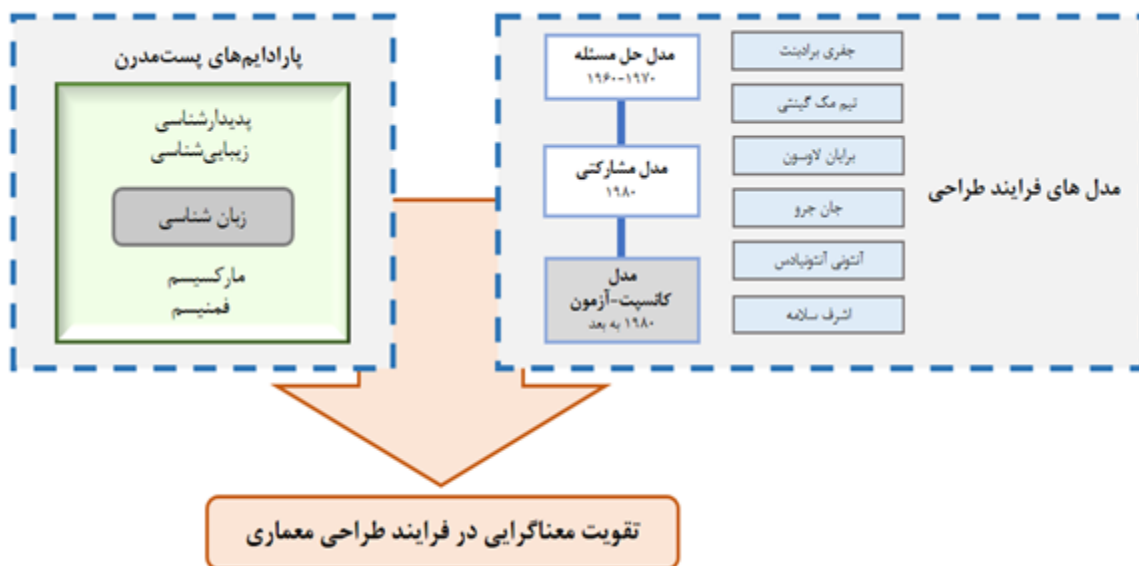 مدل های فرایند طراحی
جفری برادبنت
تیم مک گینتی
برایان لاوسون
جان جرو
آنتونی آنتونیادس
اشرف سلامه
مدل حل مسئله
۱۹۶۰-۱۹۷۰
مدل مشارکتی
۱۹۸۰
مدل
کانسپت-آزمون
۱۹۸۰ به بعد
پارادایم‌های پست‌مدرن
پدیدارشناسی
زیبایی‌شناسی
زبان شناسی
مارکسیسم
فمنیسم
تقویت معناگرایی در فرایند طراحی معماری